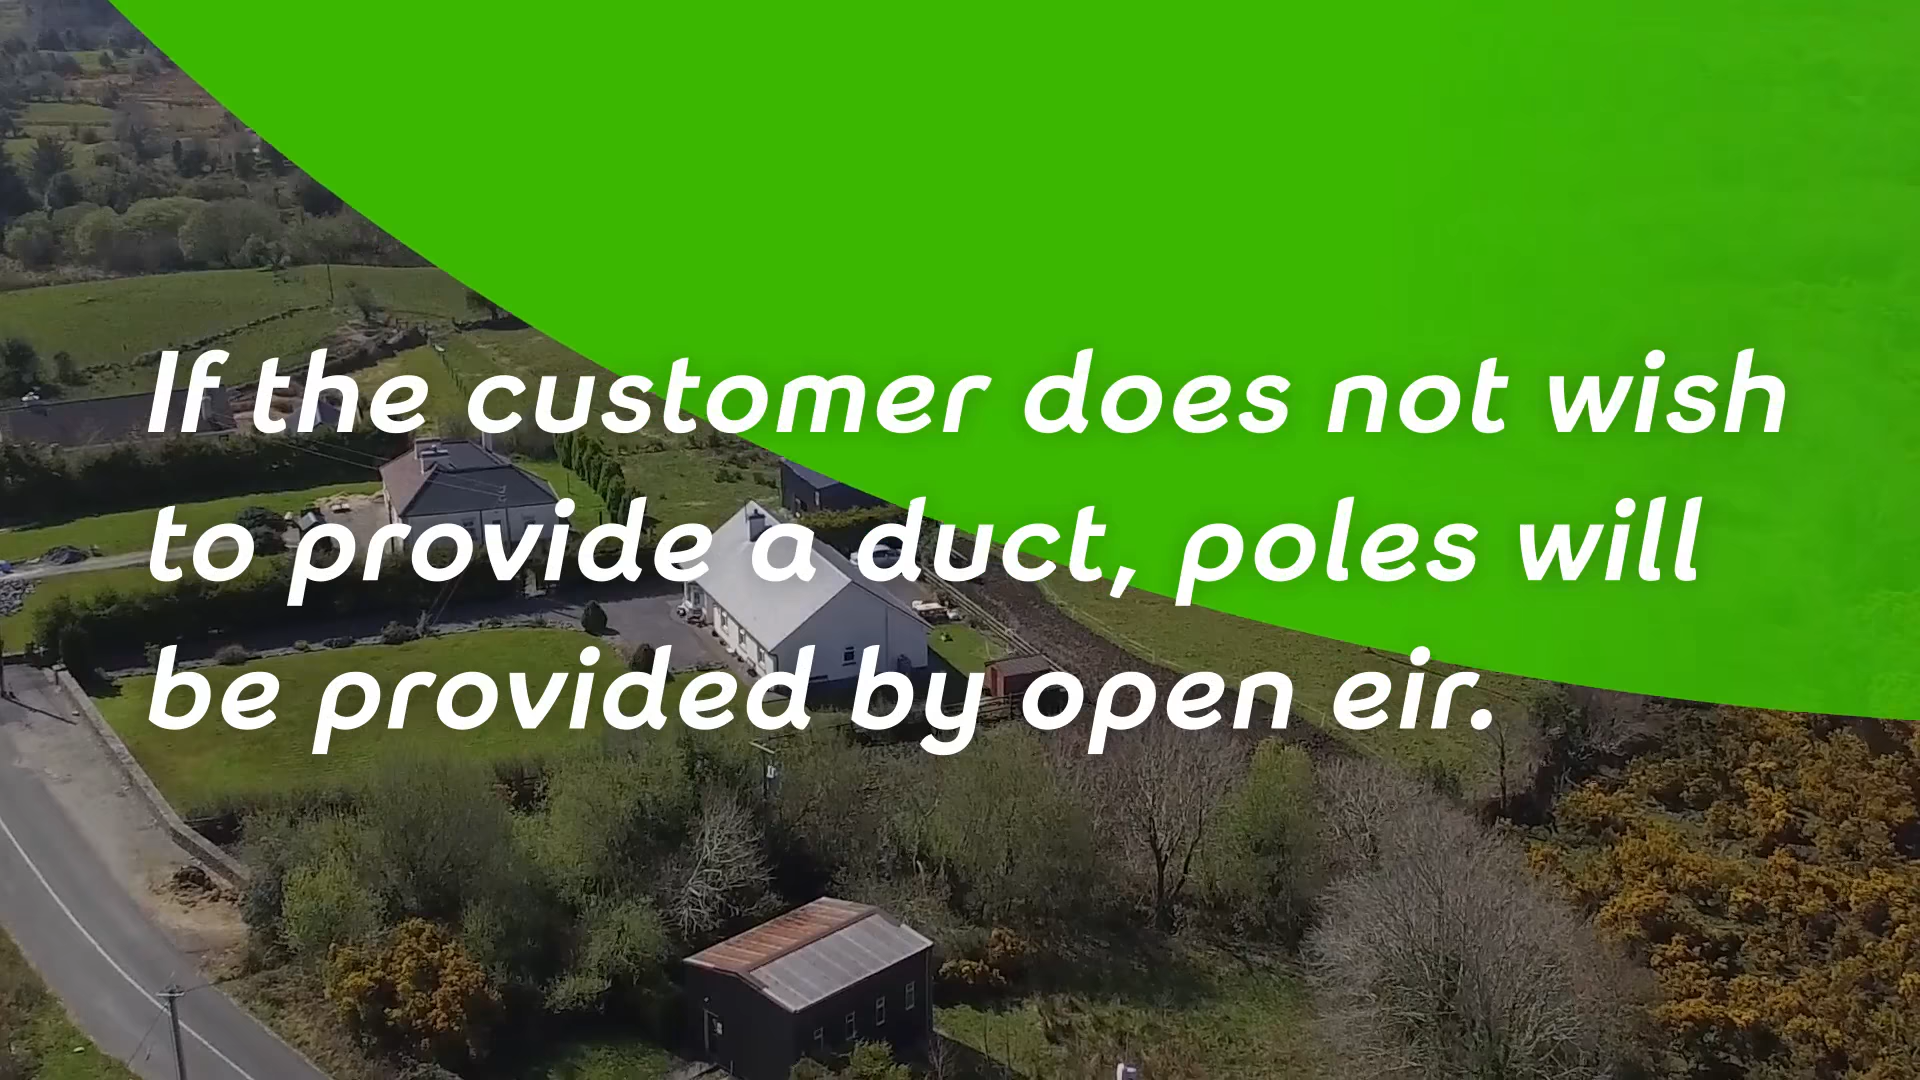 If the customer does not wish
to provide a duct, poles will
be provided by open eir.